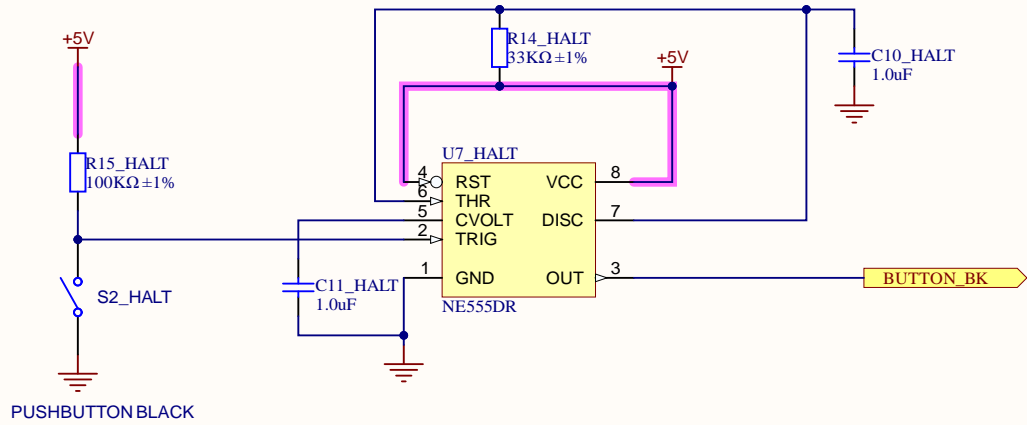 +5V
R14_HALT
33KΩ ±1%
+5V
C10_HALT
1.0uF
R15_HALT
100KΩ ±1%
U7_HALT
4
RST
VCC
8
6
THR
5
CVOLT
DISC
7
2
TRIG
1
GND
OUT
3
BUTTON_BK
C11_HALT
1.0uF
S2_HALT
NE555DR
PUSHBUTTON BLACK